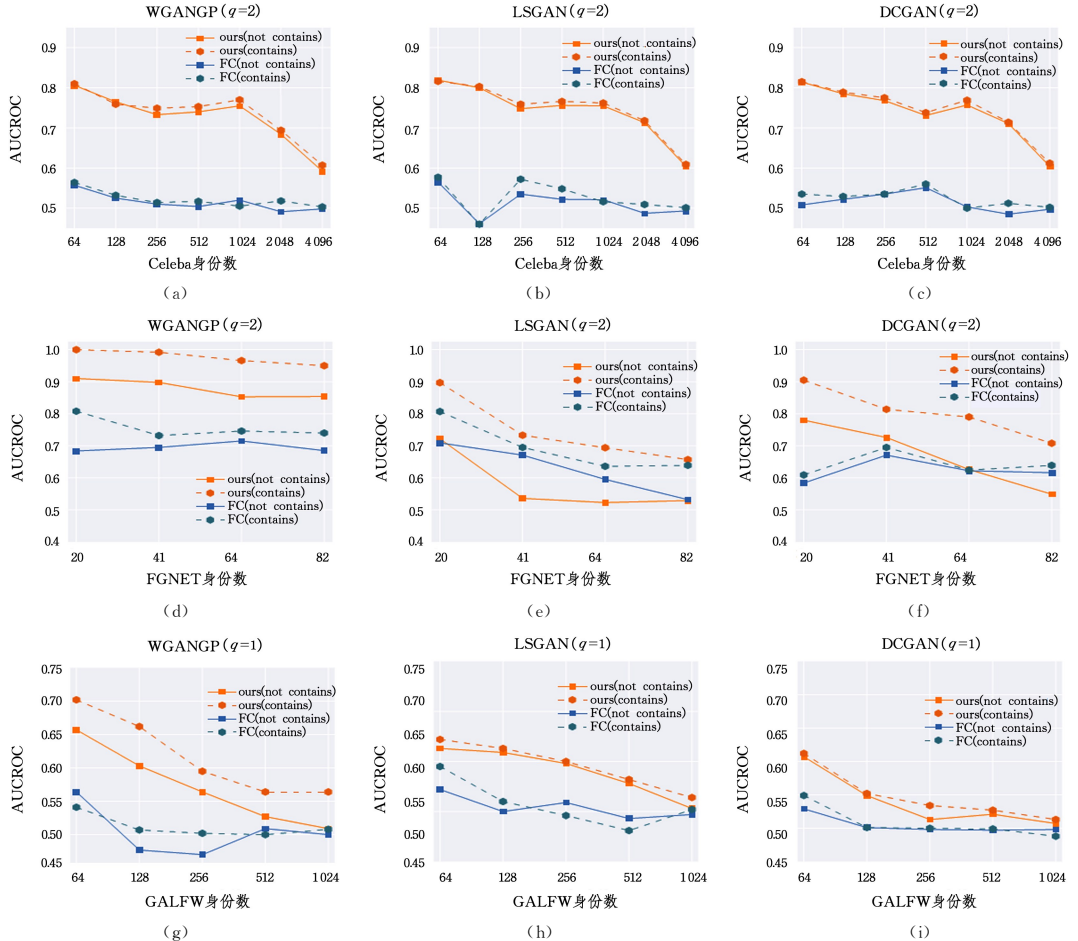 WGANGP(q=2)
AUCROC
0.9
0.8
0.7
0.6
0.5
ours(not contains)
ours(contains)
FC(not contains)
FC(contains)
64 128 256 512 1 024 2 048 4 096
Celeba身份数
(a)
LSGAN(q=2)
AUCROC
0.9
0.8
0.7
0.6
0.5
ours(not contains)
ours(contains)
FC(not contains)
FC(contains)
64 128 256 512 1 024 2 048 4 096
Celeba身份数
(b)
DCGAN(q=2)
AUCROC
0.9
0.8
0.7
0.6
0.5
ours(not contains)
ours(contains)
FC(not contains)
FC(contains)
64 128 256 512 1 024 2 048 4 096
Celeba身份数
(c)
WGANGP(q=2)
AUCROC
1.0
0.9
0.8
0.7
0.6
0.5
0.4
ours(not contains)
ours(contains)
FC(not contains)
FC(contains)
20 41 64 82
FGNET身份数
(d)
LSGAN(q=2)
AUCROC
1.0
0.9
0.8
0.7
0.6
0.5
0.4
ours(not contains)
ours(contains)
FC(not contains)
FC(contains)
20 41 64 82
FGNET身份数
(e)
DCGAN(q=2)
AUCROC
1.0
0.9
0.8
0.7
0.6
0.5
0.4
ours(not contains)
ours(contains)
FC(not contains)
FC(contains)
20 41 64 82
FGNET身份数
(f)
WGANGP(q=1)
AUCROC
0.75
0.70
0.65
0.60
0.55
0.50
0.45
ours(not contains)
ours(contains)
FC(not contains)
FC(contains)
64 128 256 512 1 024
GALFW身份数
(g)
LSGAN(q=1)
AUCROC
0.75
0.70
0.65
0.60
0.55
0.50
0.45
ours(not contains)
ours(contains)
FC(not contains)
FC(contains)
64 128 256 512 1 024
GALFW身份数
(h)
DCGAN(q=1)
AUCROC
0.75
0.70
0.65
0.60
0.55
0.50
0.45
ours(not contains)
ours(contains)
FC(not contains)
FC(contains)
64 128 256 512 1 024
GALFW身份数
(i)